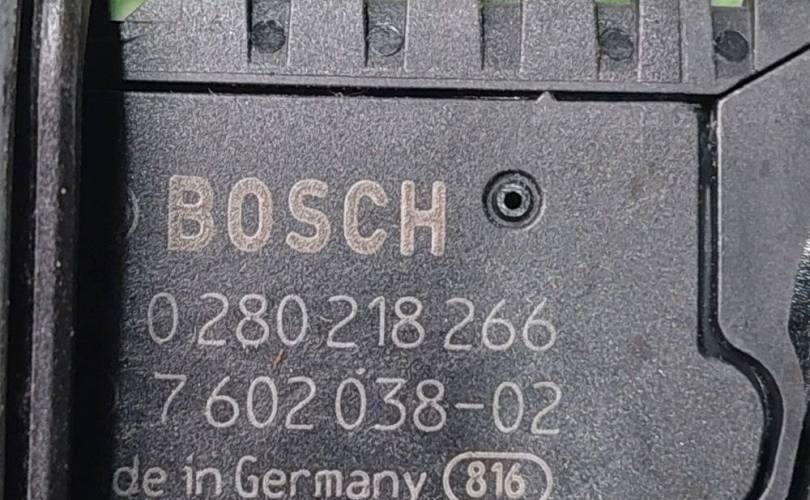 BOSCH
0 280 218 266
7 602 038-02
de in Germany 816